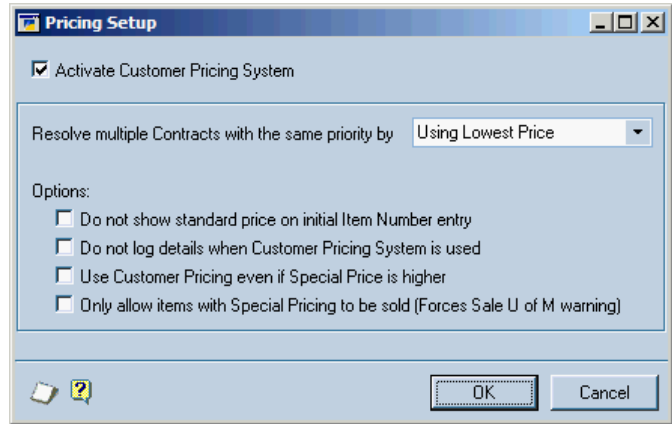 Pricing Setup
Activate Customer Pricing System
Resolve multiple Contracts with the same priority by Using Lowest Price
Options:
Do not show standard price on initial Item Number entry
Do not log details when Customer Pricing System is used
Use Customer Pricing even if Special Price is higher
Only allow items with Special Pricing to be sold (Forces Sale U of M warning)
OK Cancel